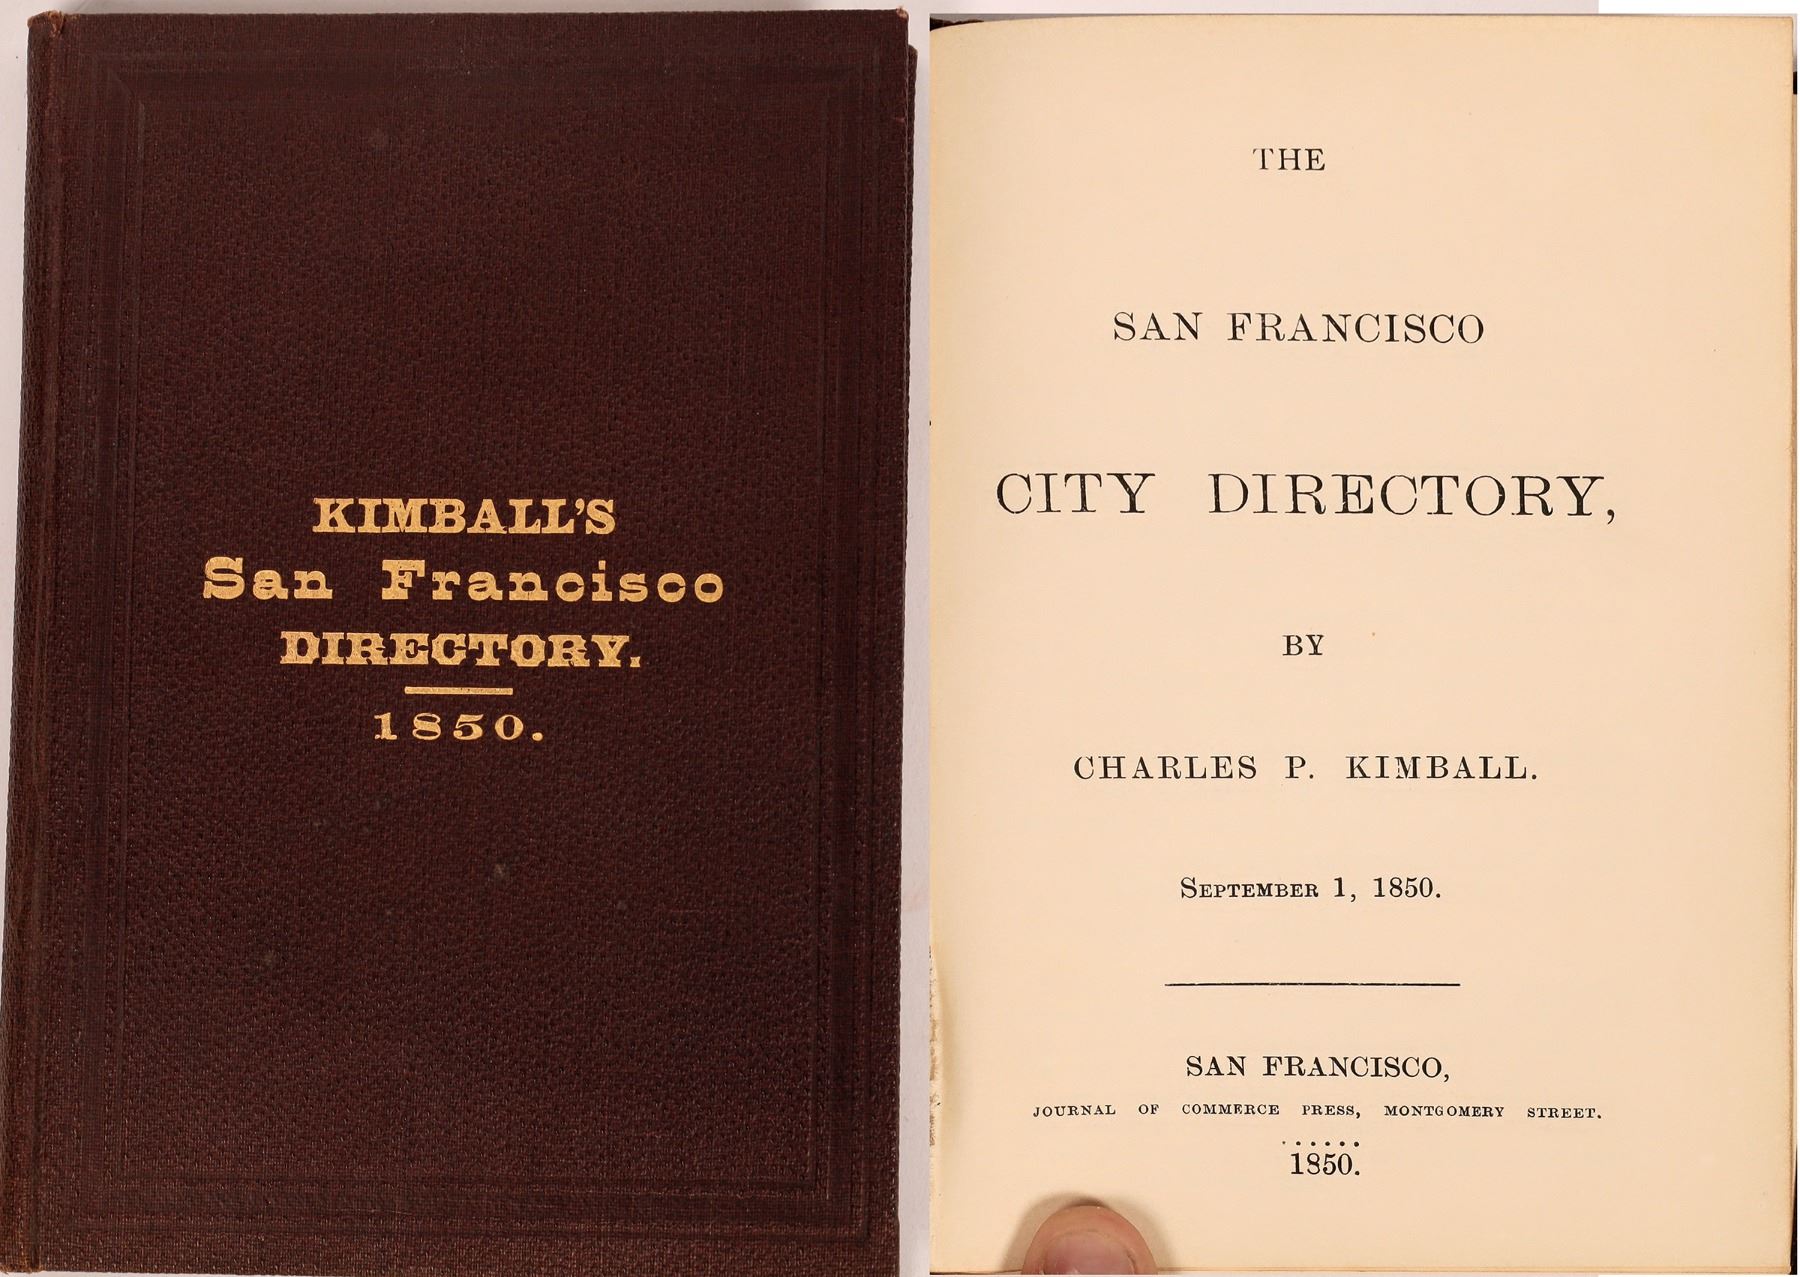 KIMBALL'S
San Francisco
DIRECTORY.
1850.
THE
SAN FRANCISCO
CITY DIRECTORY,
BY
CHARLES P. KIMBALL.
SEPTEMBER 1, 1850.
SAN FRANCISCO,
JOURNAL OF COMMERCE PRESS, MONTGOMERY STREET.
......
1850.